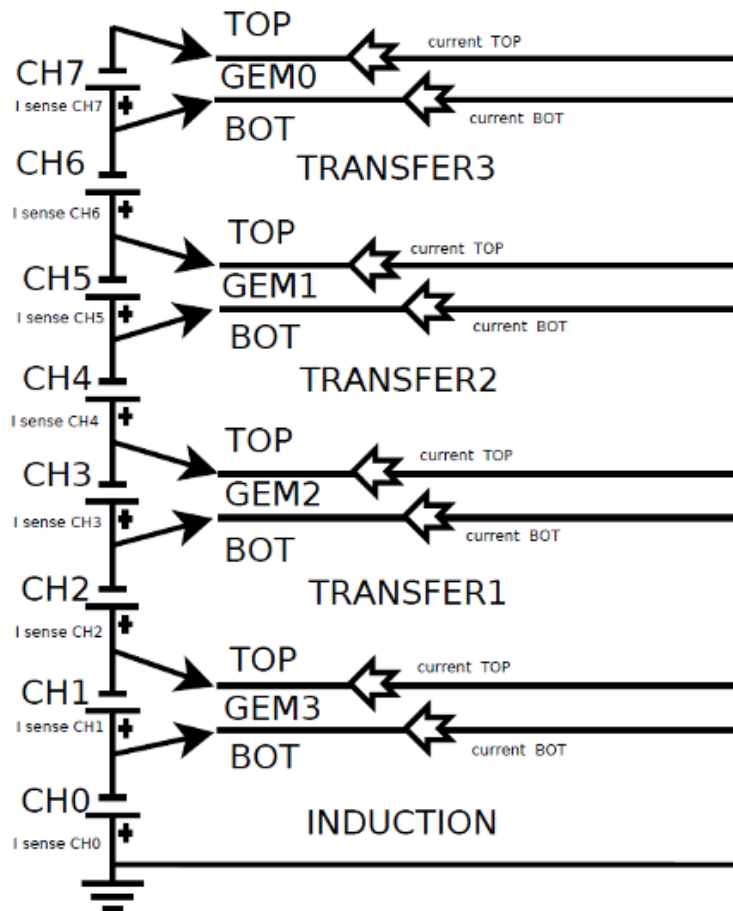 TOP
current TOP
CH7
GEM0
I sense CH7
+
current BOT
BOT
CH6
TRANSFER3
I sense CH6
+
TOP
current TOP
CH5
GEM1
I sense CH5
+
current BOT
BOT
CH4
TRANSFER2
I sense CH4
+
TOP
current TOP
CH3
GEM2
I sense CH3
+
current BOT
BOT
CH2
TRANSFER1
I sense CH2
+
TOP
current TOP
CH1
GEM3
I sense CH1
+
current BOT
BOT
CH0
INDUCTION
I sense CH0
+